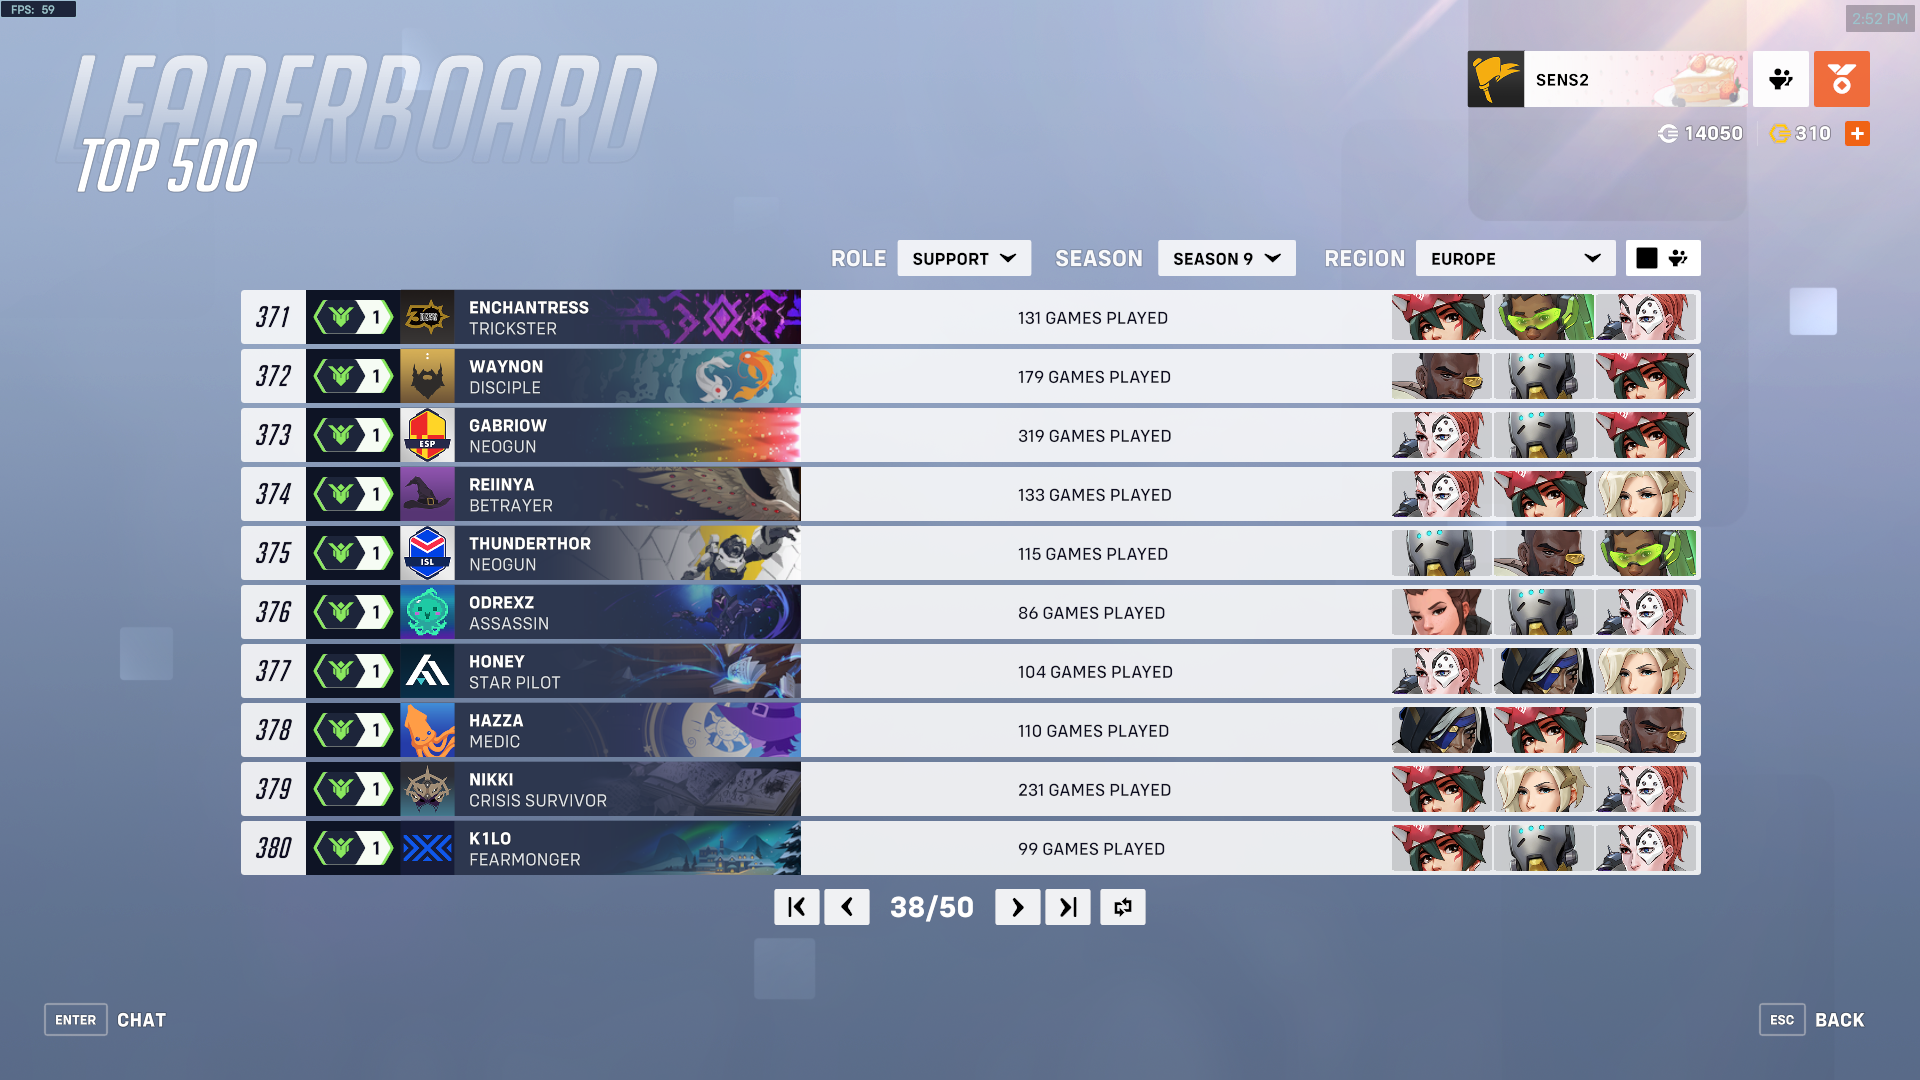 FPS: 59
2:52 PM
LEADERBOARD
TOP 500
SENS2
14050
310
ROLE
SUPPORT
SEASON
SEASON 9
REGION
EUROPE
371 1 ENCHANTRESS 131 GAMES PLAYED
TRICKSTER
372 1 WAYNON 179 GAMES PLAYED
DISCIPLE
373 1 ESP GABRIOW 319 GAMES PLAYED
NEOGUN
374 1 REIINYA 133 GAMES PLAYED
BETRAYER
375 1 ISL THUNDERTHOR 115 GAMES PLAYED
NEOGUN
376 1 ODREXZ 86 GAMES PLAYED
ASSASSIN
377 1 HONEY 104 GAMES PLAYED
STAR PILOT
378 1 HAZZA 110 GAMES PLAYED
MEDIC
379 1 NIKKI 231 GAMES PLAYED
CRISIS SURVIVOR
380 1 K1LO 99 GAMES PLAYED
FEARMONGER
38/50
ENTER CHAT
ESC BACK